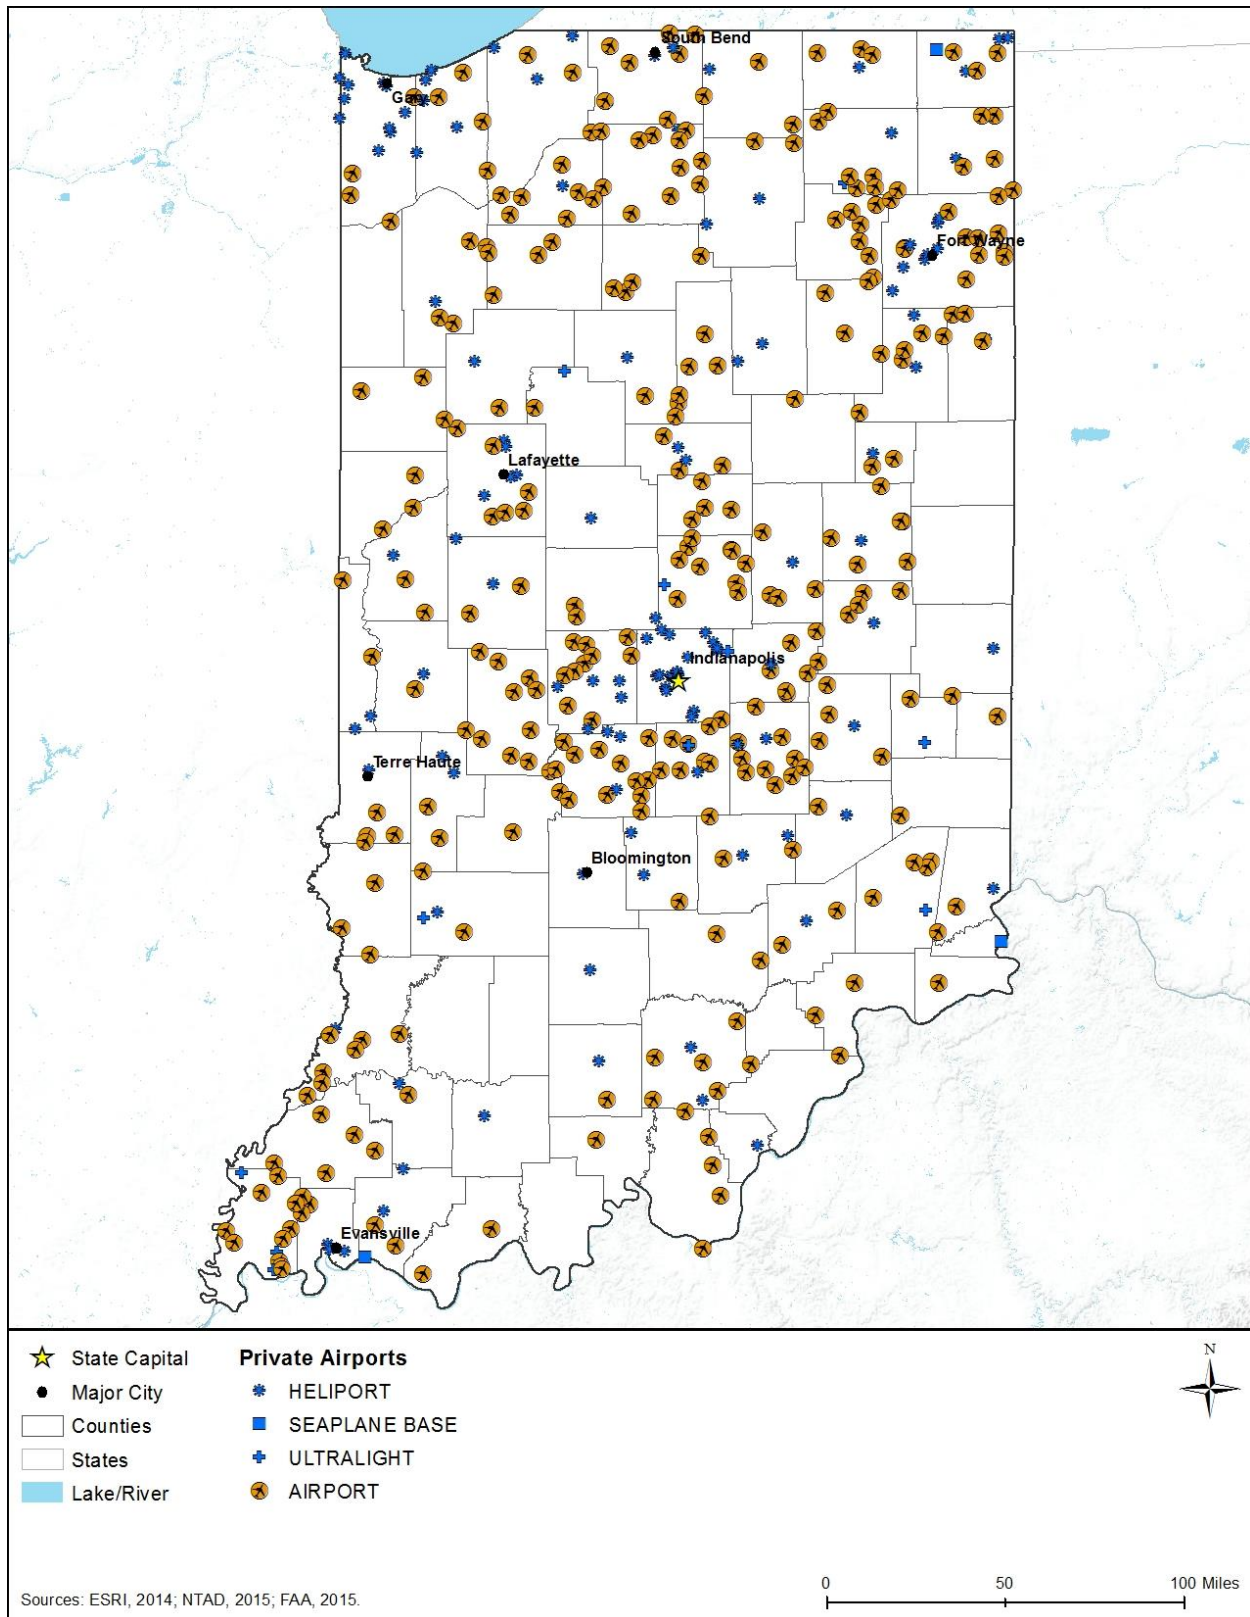 South Bend
Gary
Fort Wayne
Lafayette
Indianapolis
Terre Haute
Bloomington
Evansville
State Capital
Major City
Counties
States
Lake/River
Private Airports
HELIPORT
SEAPLANE BASE
ULTRALIGHT
AIRPORT
N
0 50 100 Miles
Sources: ESRI, 2014; NTAD, 2015; FAA, 2015.